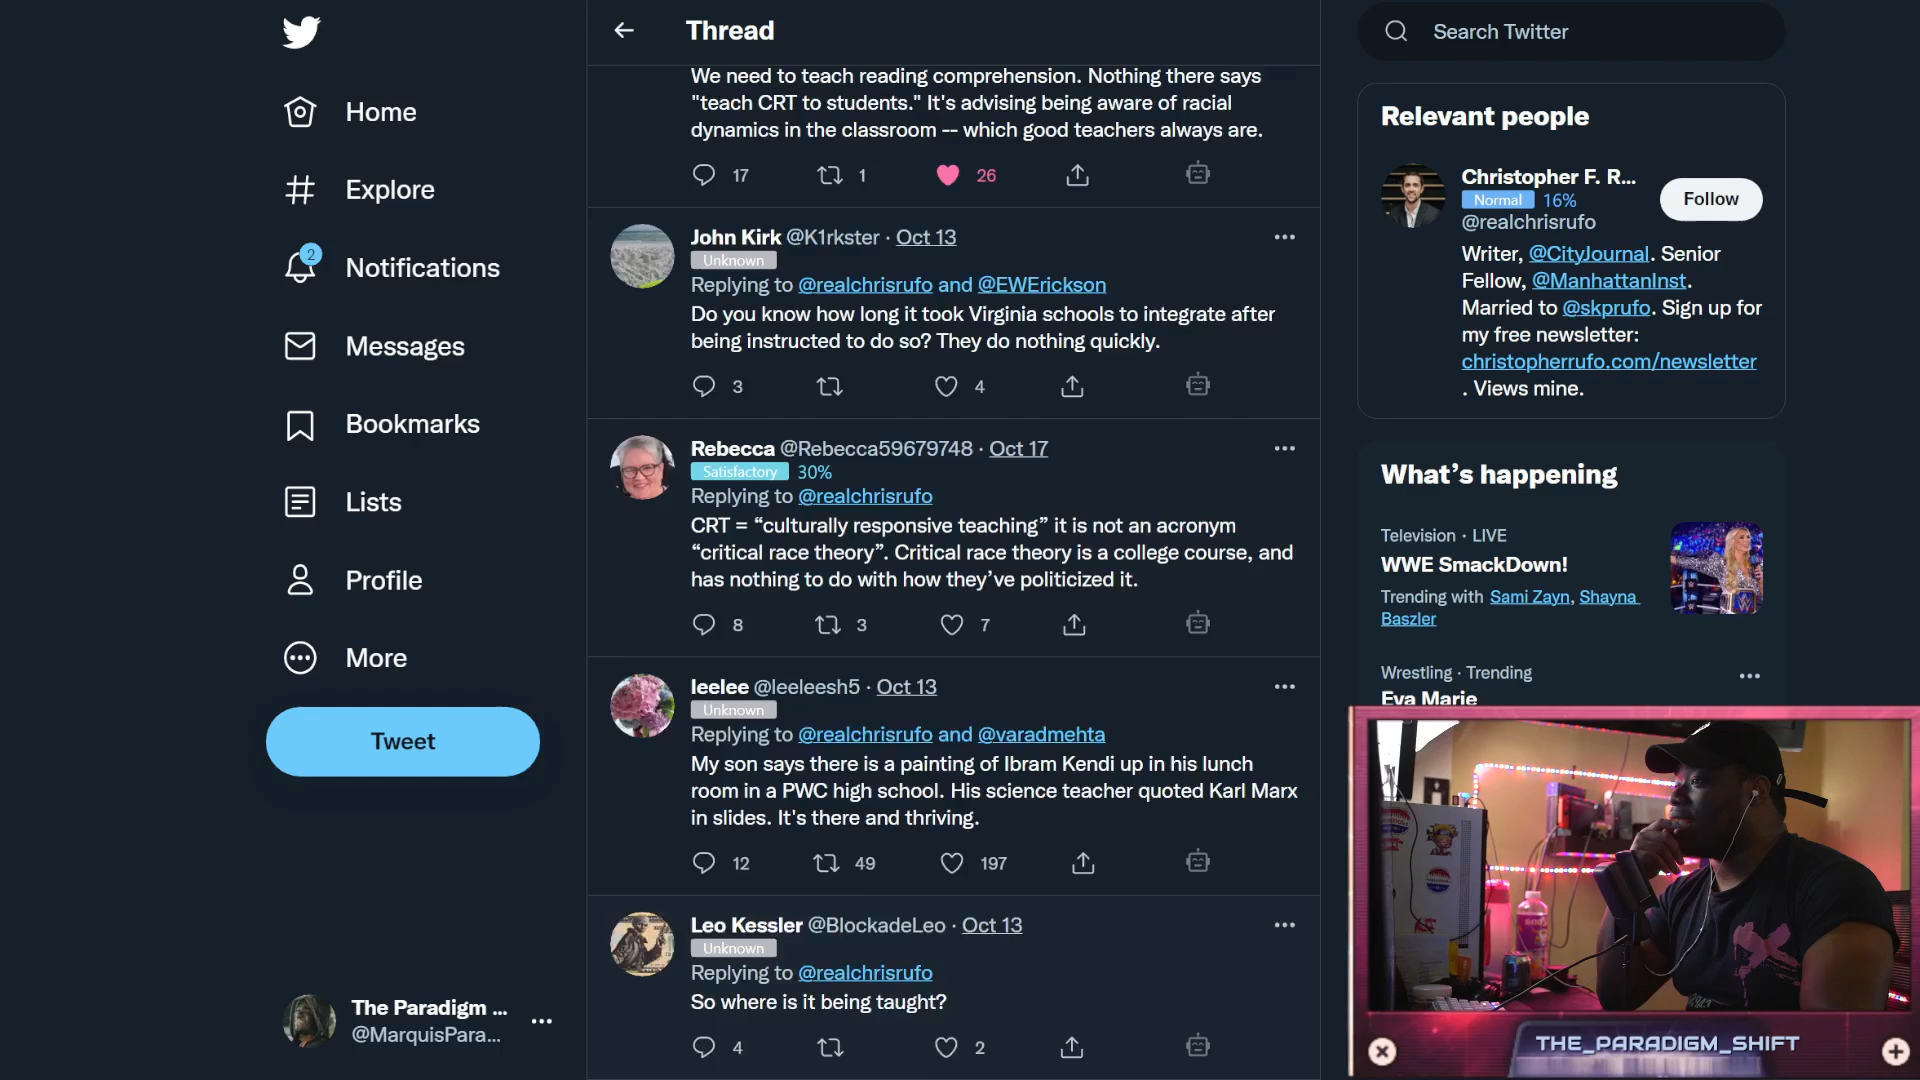 Thread
Search Twitter
Home
Explore
2
Notifications
Messages
Bookmarks
Lists
Profile
More
Tweet
The Paradigm ...
@MarquisPara...
We need to teach reading comprehension. Nothing there says
"teach CRT to students." It's advising being aware of racial
dynamics in the classroom -- which good teachers always are.
17 1 26
John Kirk @K1rkster · Oct 13
Unknown
Replying to @realchrisrufo and @EWErickson
Do you know how long it took Virginia schools to integrate after
being instructed to do so? They do nothing quickly.
3 4
Rebecca @Rebecca59679748 · Oct 17
Satisfactory 30%
Replying to @realchrisrufo
CRT = “culturally responsive teaching” it is not an acronym
“critical race theory”. Critical race theory is a college course, and
has nothing to do with how they’ve politicized it.
8 3 7
leelee @leeleesh5 · Oct 13
Unknown
Replying to @realchrisrufo and @varadmehta
My son says there is a painting of Ibram Kendi up in his lunch
room in a PWC high school. His science teacher quoted Karl Marx
in slides. It's there and thriving.
12 49 197
Leo Kessler @BlockadeLeo · Oct 13
Unknown
Replying to @realchrisrufo
So where is it being taught?
4 2
Relevant people
Christopher F. R...
Normal 16%
@realchrisrufo
Follow
Writer, @CityJournal. Senior
Fellow, @ManhattanInst.
Married to @skprufo. Sign up for
my free newsletter:
christopherrufo.com/newsletter
. Views mine.
What’s happening
Television · LIVE
WWE SmackDown!
Trending with Sami Zayn, Shayna
Baszler
Wrestling · Trending
Eva Marie
THE_PARADIGM_SHIFT